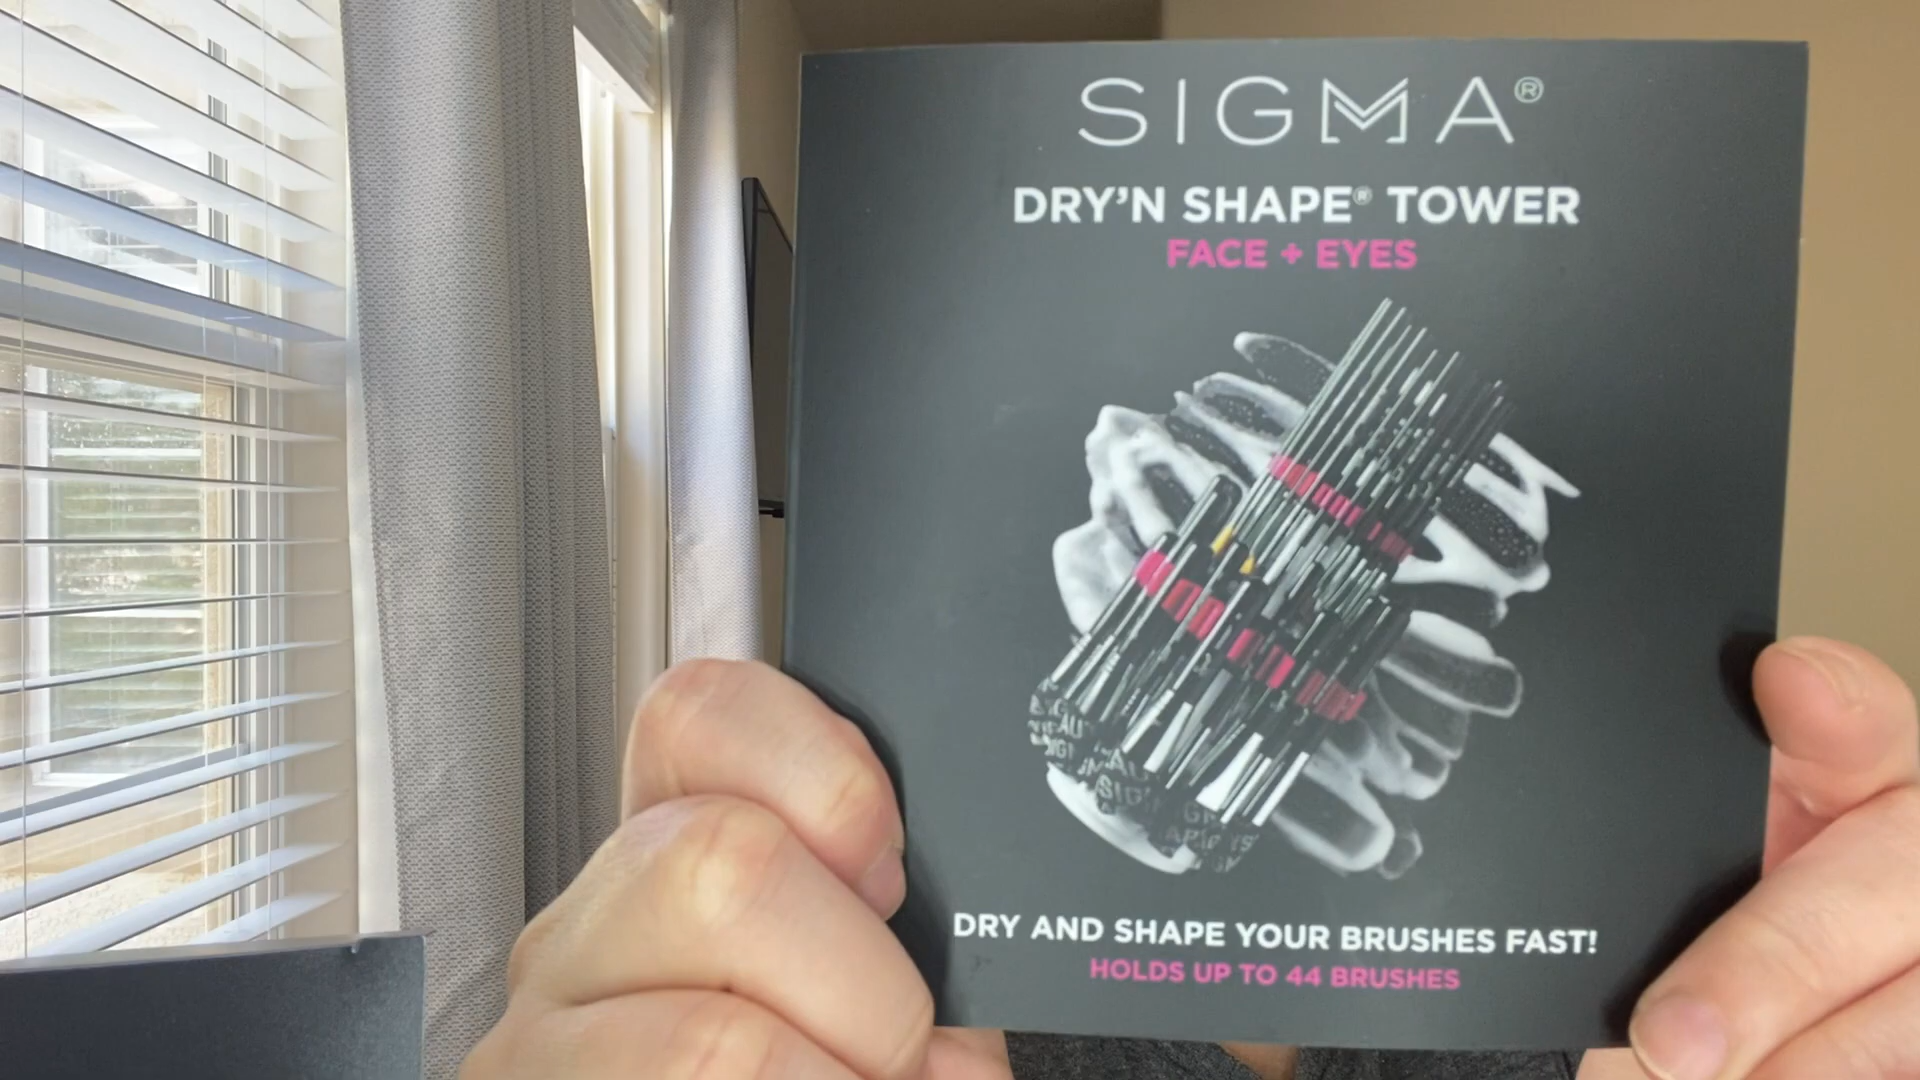 SIGMA®
DRY'N SHAPE® TOWER
FACE + EYES
DRY AND SHAPE YOUR BRUSHES FAST!
HOLDS UP TO 44 BRUSHES